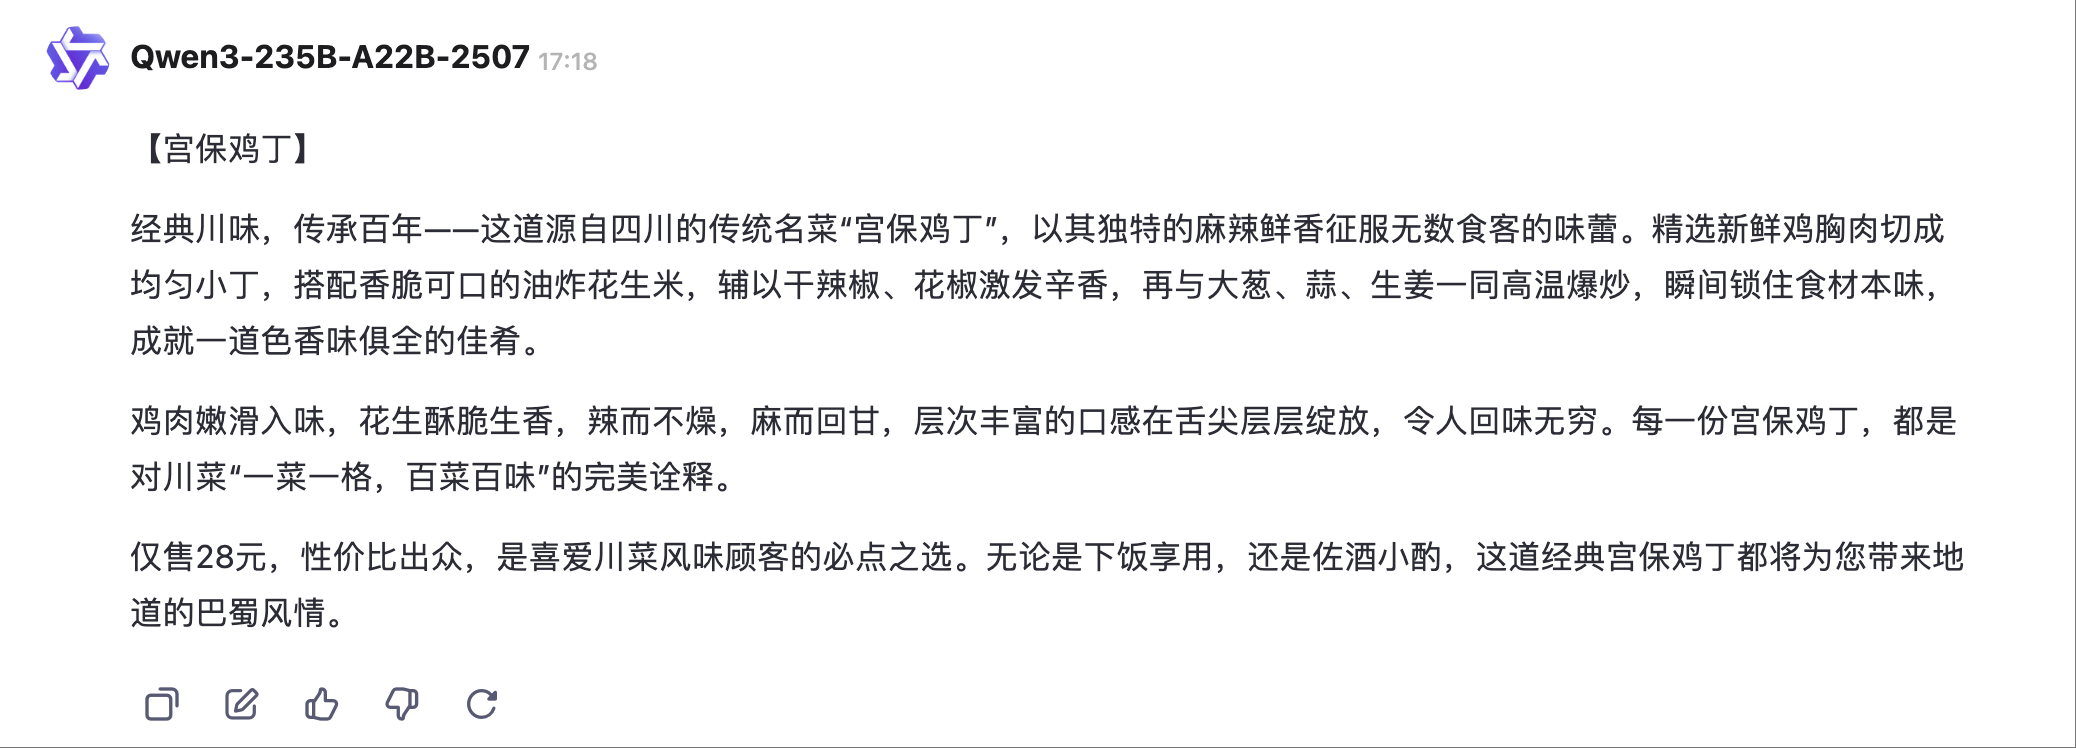 Qwen3-235B-A22B-2507 17:18
【宫保鸡丁】
经典川味，传承百年——这道源自四川的传统名菜“宫保鸡丁”，以其独特的麻辣鲜香征服无数食客的味蕾。精选新鲜鸡胸肉切成
均匀小丁，搭配香脆可口的油炸花生米，辅以干辣椒、花椒激发辛香，再与大葱、蒜、生姜一同高温爆炒，瞬间锁住食材本味，
成就一道色香味俱全的佳肴。
鸡肉嫩滑入味，花生酥脆生香，辣而不燥，麻而回甘，层次丰富的口感在舌尖层层绽放，令人回味无穷。每一份宫保鸡丁，都是
对川菜“一菜一格，百菜百味”的完美诠释。
仅售28元，性价比出众，是喜爱川菜风味顾客的必点之选。无论是下饭享用，还是佐酒小酌，这道经典宫保鸡丁都将为您带来地
道的巴蜀风情。